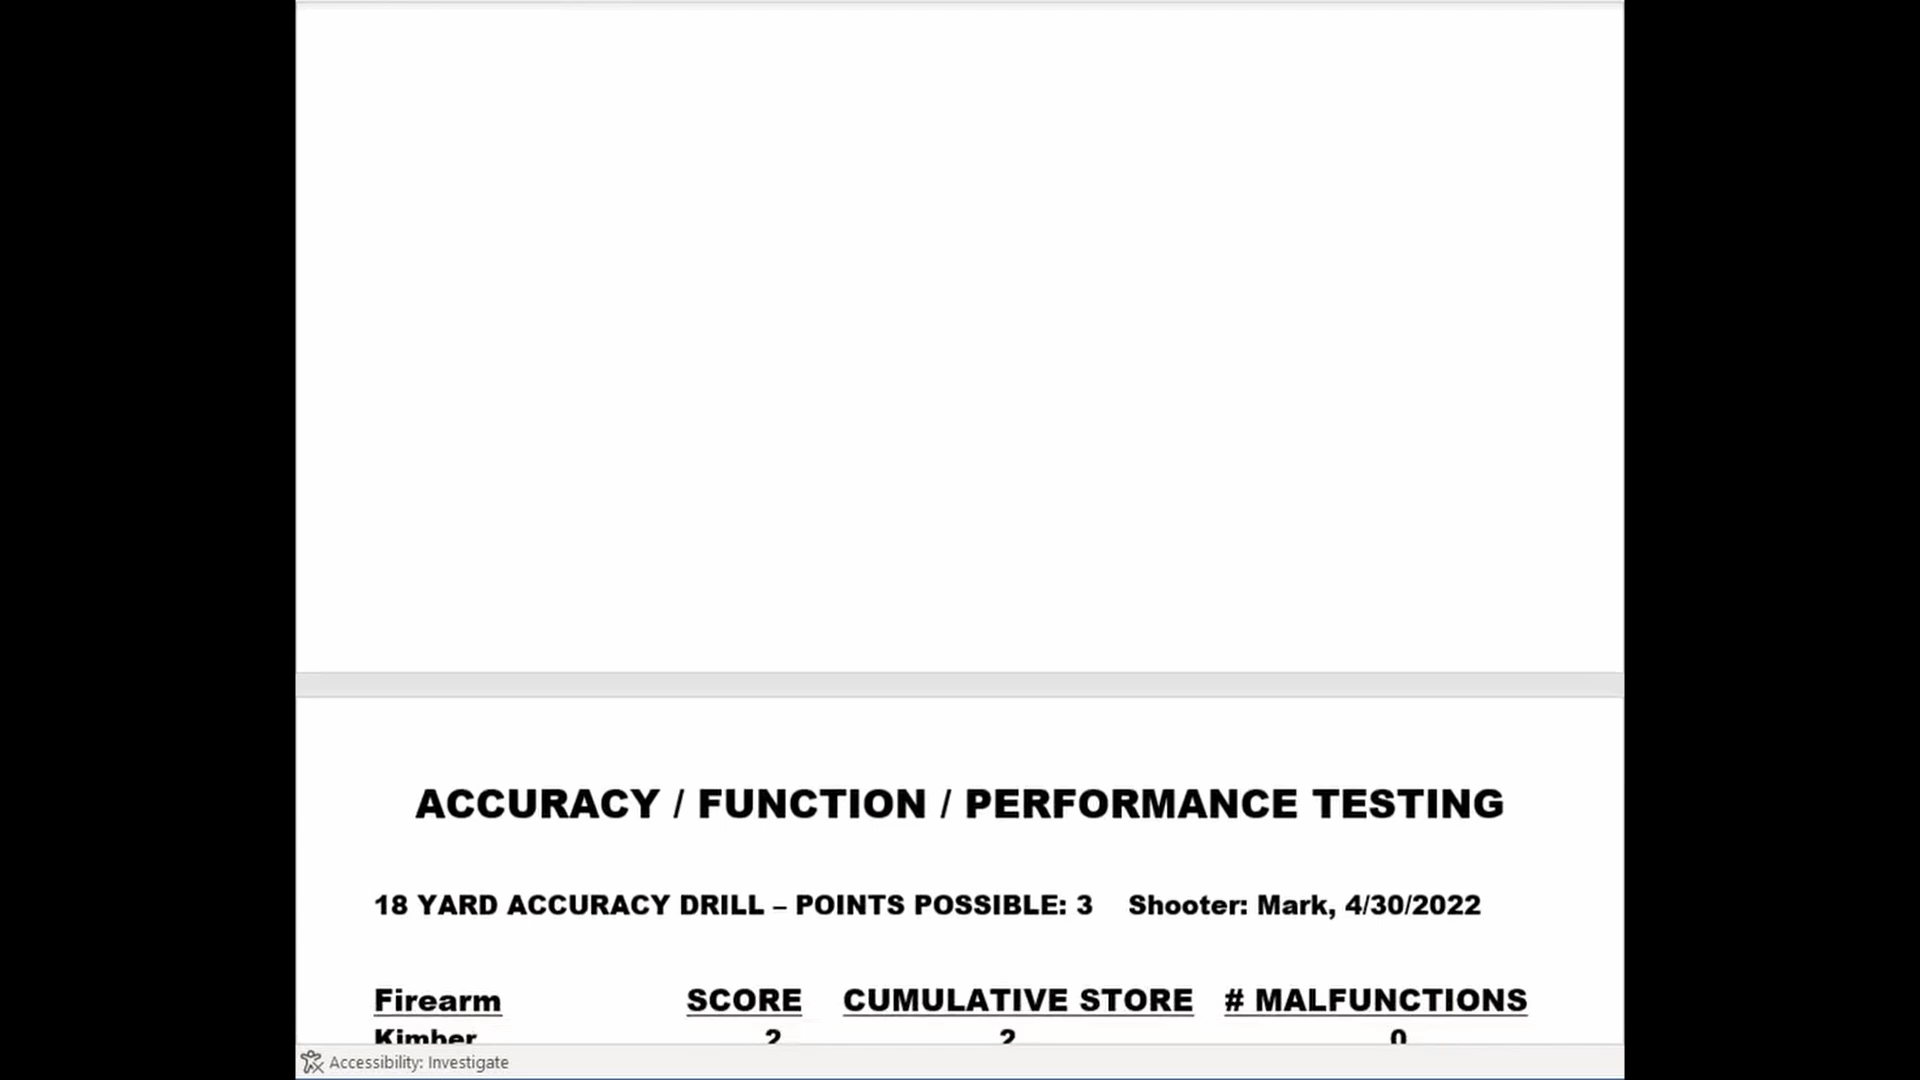 ACCURACY / FUNCTION / PERFORMANCE TESTING
18 YARD ACCURACY DRILL – POINTS POSSIBLE: 3 Shooter: Mark, 4/30/2022
Firearm SCORE CUMULATIVE STORE # MALFUNCTIONS
Kimber 2 2 0
Accessibility: Investigate